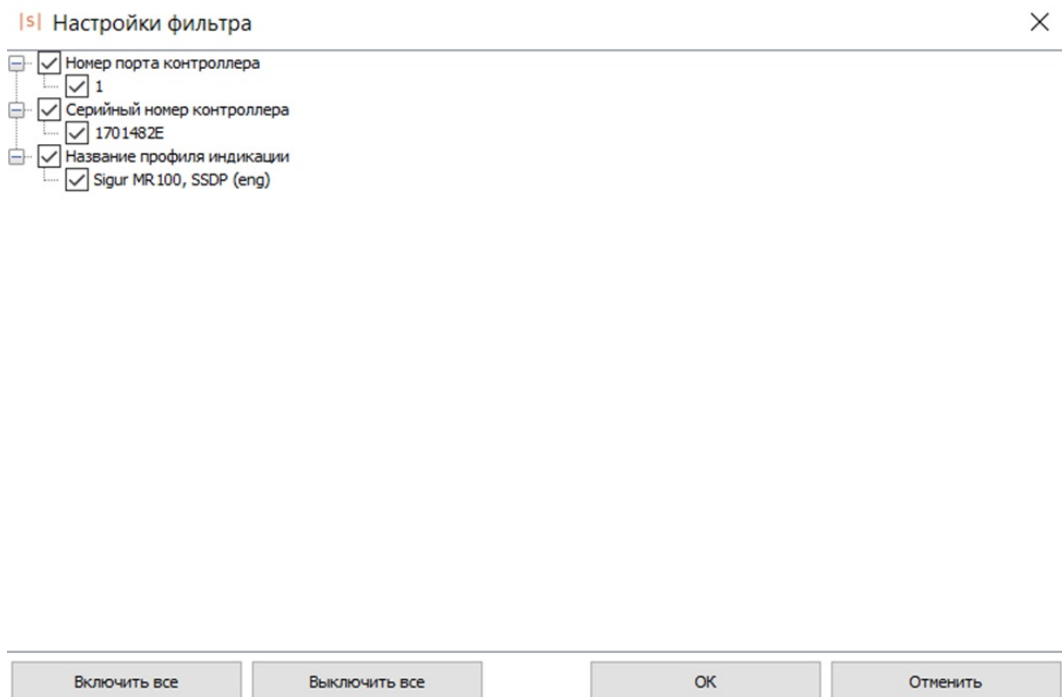 |s| Настройки фильтра
Номер порта контроллера
1
Серийный номер контроллера
1701482E
Название профиля индикации
Sigur MR100, SSDP (eng)
Включить все
Выключить все
OK
Отменить